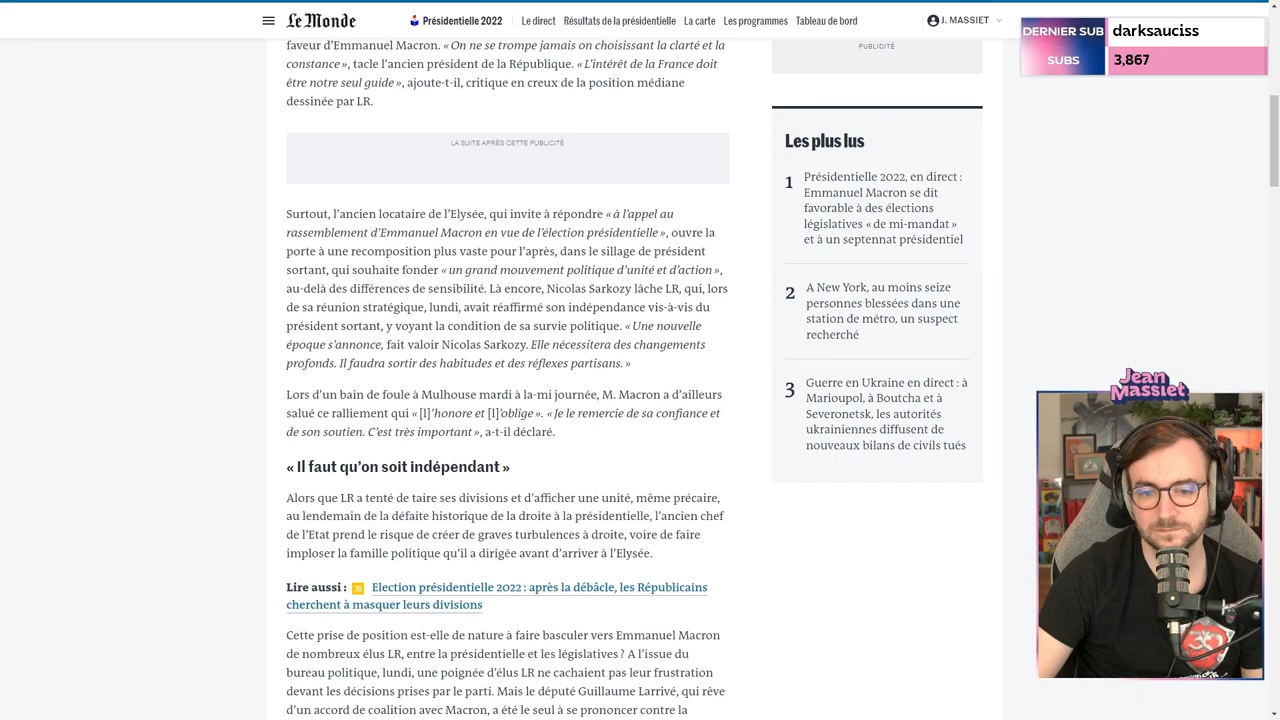 Le Monde
Présidentielle 2022
Le direct
Résultats de la présidentielle
La carte
Les programmes
Tableau de bord
J. MASSIET
faveur d'Emmanuel Macron. « On ne se trompe jamais on choisissant la clarté et la
constance », tacle l'ancien président de la République. « L'intérêt de la France doit
être notre seul guide », ajoute-t-il, critique en creux de la position médiane
dessinée par LR.
LA SUITE APRÈS CETTE PUBLICITÉ
Surtout, l'ancien locataire de l'Elysée, qui invite à répondre « à l'appel au
rassemblement d'Emmanuel Macron en vue de l'élection présidentielle », ouvre la
porte à une recomposition plus vaste pour l'après, dans le sillage de président
sortant, qui souhaite fonder « un grand mouvement politique d'unité et d'action »,
au-delà des différences de sensibilité. Là encore, Nicolas Sarkozy lâche LR, qui, lors
de sa réunion stratégique, lundi, avait réaffirmé son indépendance vis-à-vis du
président sortant, y voyant la condition de sa survie politique. « Une nouvelle
époque s'annonce, fait valoir Nicolas Sarkozy. Elle nécessitera des changements
profonds. Il faudra sortir des habitudes et des réflexes partisans. »
Lors d'un bain de foule à Mulhouse mardi à la-mi journée, M. Macron a d'ailleurs
salué ce ralliement qui « [l]'honore et [l]'oblige ». « Je le remercie de sa confiance et
de son soutien. C'est très important », a-t-il déclaré.
« Il faut qu'on soit indépendant »
Alors que LR a tenté de taire ses divisions et d'afficher une unité, même précaire,
au lendemain de la défaite historique de la droite à la présidentielle, l'ancien chef
de l'Etat prend le risque de créer de graves turbulences à droite, voire de faire
imploser la famille politique qu'il a dirigée avant d'arriver à l'Elysée.
Lire aussi : Election présidentielle 2022 : après la débâcle, les Républicains
cherchent à masquer leurs divisions
Cette prise de position est-elle de nature à faire basculer vers Emmanuel Macron
de nombreux élus LR, entre la présidentielle et les législatives ? A l'issue du
bureau politique, lundi, une poignée d'élus LR ne cachaient pas leur frustration
devant les décisions prises par le parti. Mais le député Guillaume Larrivé, qui rêve
d'un accord de coalition avec Macron, a été le seul à se prononcer contre la
PUBLICITÉ
Les plus lus
1 Présidentielle 2022, en direct :
Emmanuel Macron se dit
favorable à des élections
législatives « de mi-mandat »
et à un septennat présidentiel
2 A New York, au moins seize
personnes blessées dans une
station de métro, un suspect
recherché
3 Guerre en Ukraine en direct : à
Marioupol, à Boutcha et à
Severonetsk, les autorités
ukrainiennes diffusent de
nouveaux bilans de civils tués
DERNIER SUB darksauciss
SUBS 3,867
Jean
Massiet